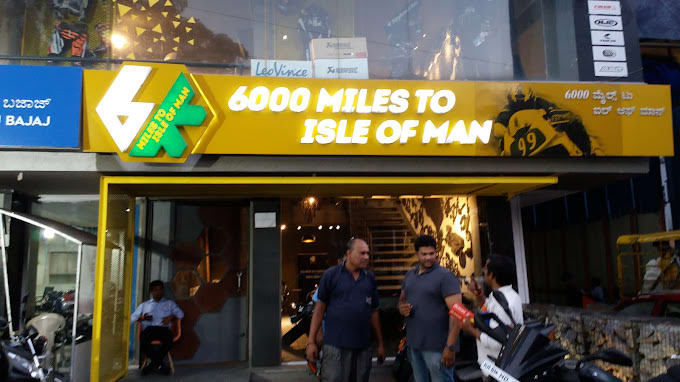 LeoVince
HJC
ಬಜಾಜ್
BAJAJ
6K
MILES TO
ISLE OF MAN
6000 MILES TO
ISLE OF MAN
99
6000 ಮೈಲ್ಸ್ ಟು
ಐಲ್ ಆಫ್ ಮಾನ್